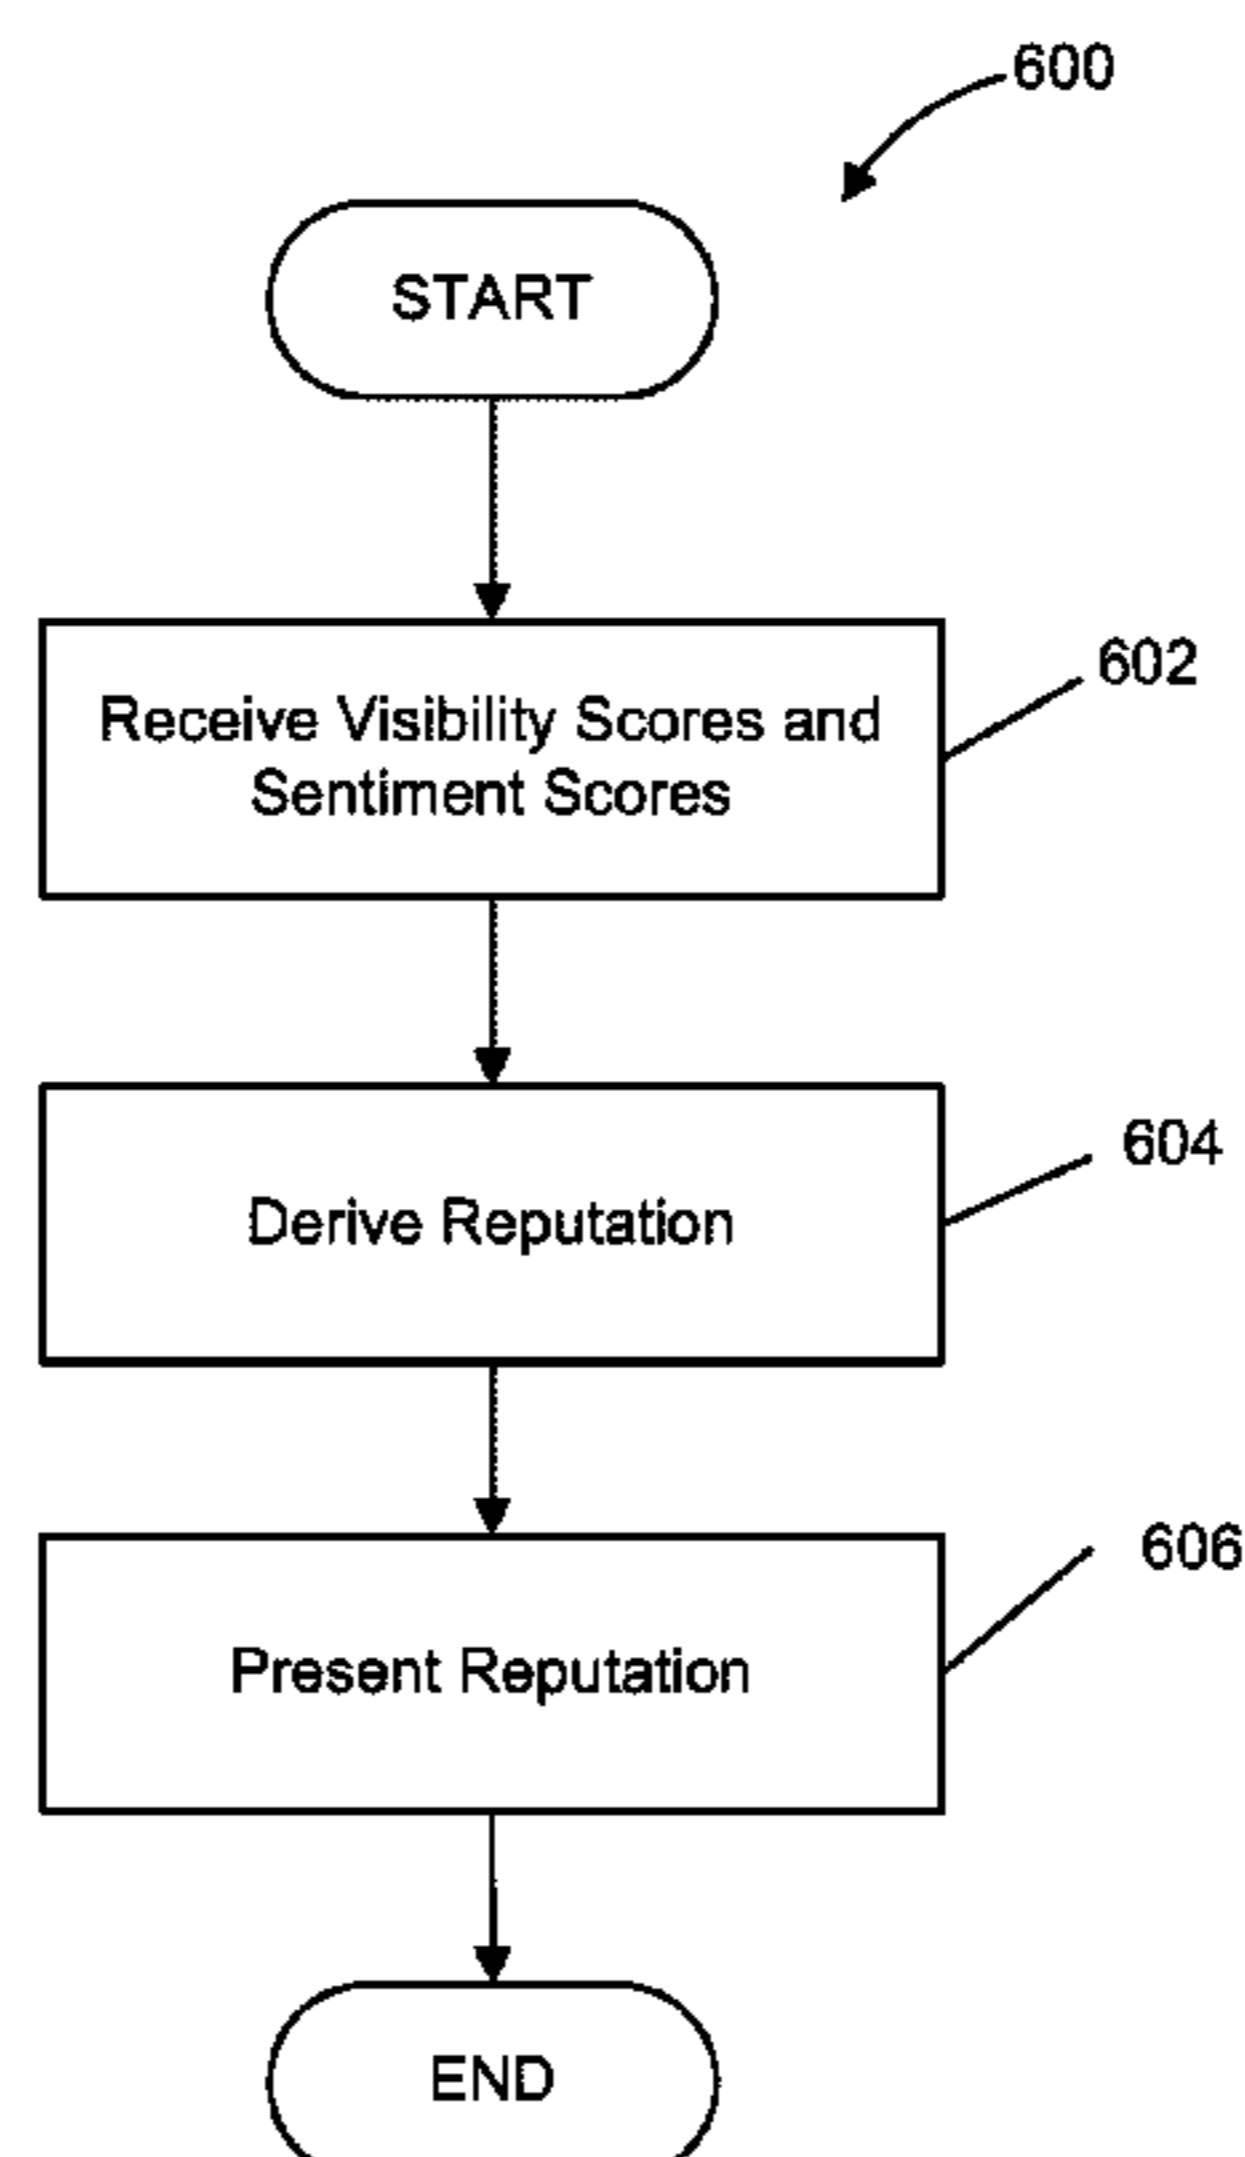 600
START
Receive Visibility Scores and
Sentiment Scores
602
Derive Reputation
604
Present Reputation
606
END